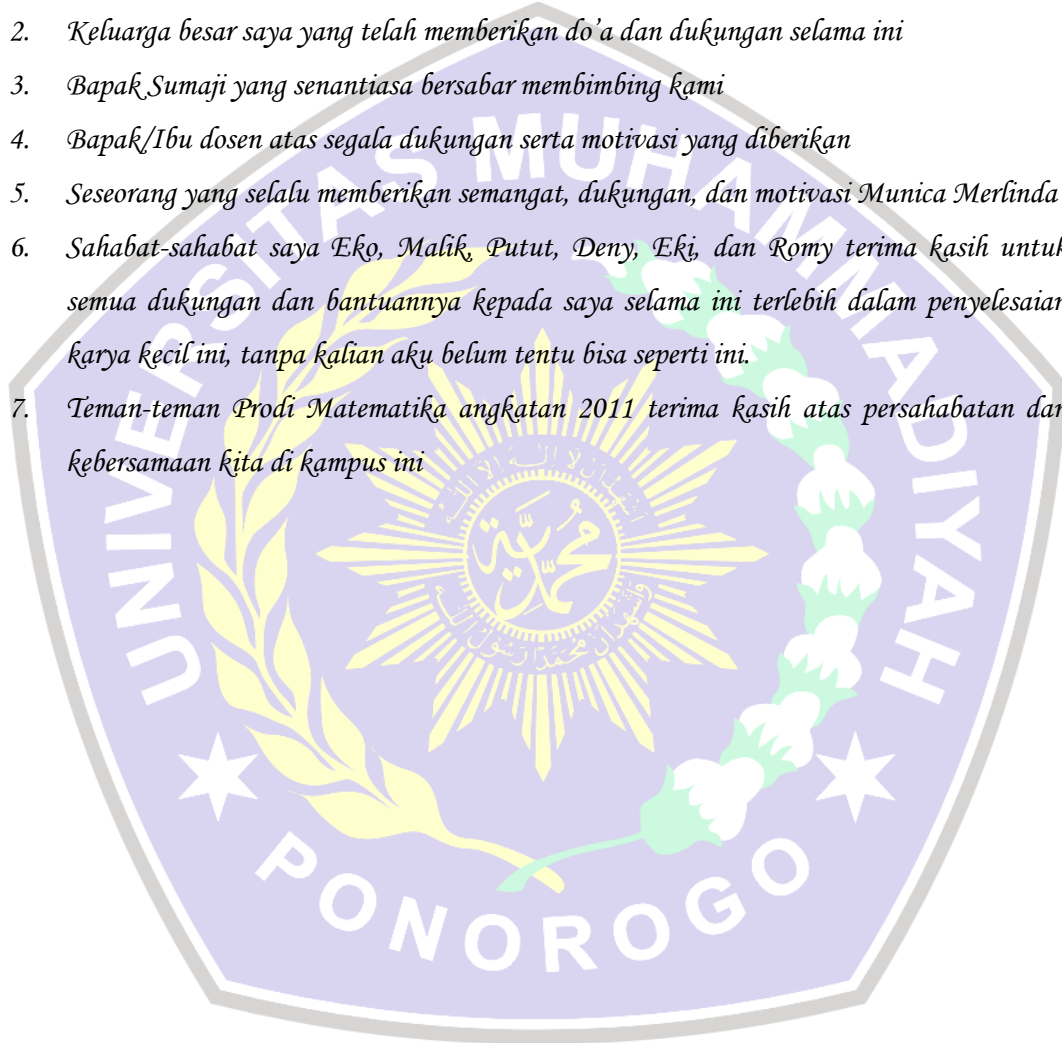 2. Keluarga besar saya yang telah memberikan do’a dan dukungan selama ini
3. Bapak Sumaji yang senantiasa bersabar membimbing kami
4. Bapak/Ibu dosen atas segala dukungan serta motivasi yang diberikan
5. Seseorang yang selalu memberikan semangat, dukungan, dan motivasi Munica Merlinda
6. Sahabat-sahabat saya Eko, Malik, Putut, Deny, Eki, dan Romy terima kasih untuk
semua dukungan dan bantuannya kepada saya selama ini terlebih dalam penyelesaian
karya kecil ini, tanpa kalian aku belum tentu bisa seperti ini.
7. Teman-teman Prodi Matematika angkatan 2011 terima kasih atas persahabatan dan
kebersamaan kita di kampus ini
UNIVERSITAS MUHAMMADIYAH
PONOROGO
محمدية